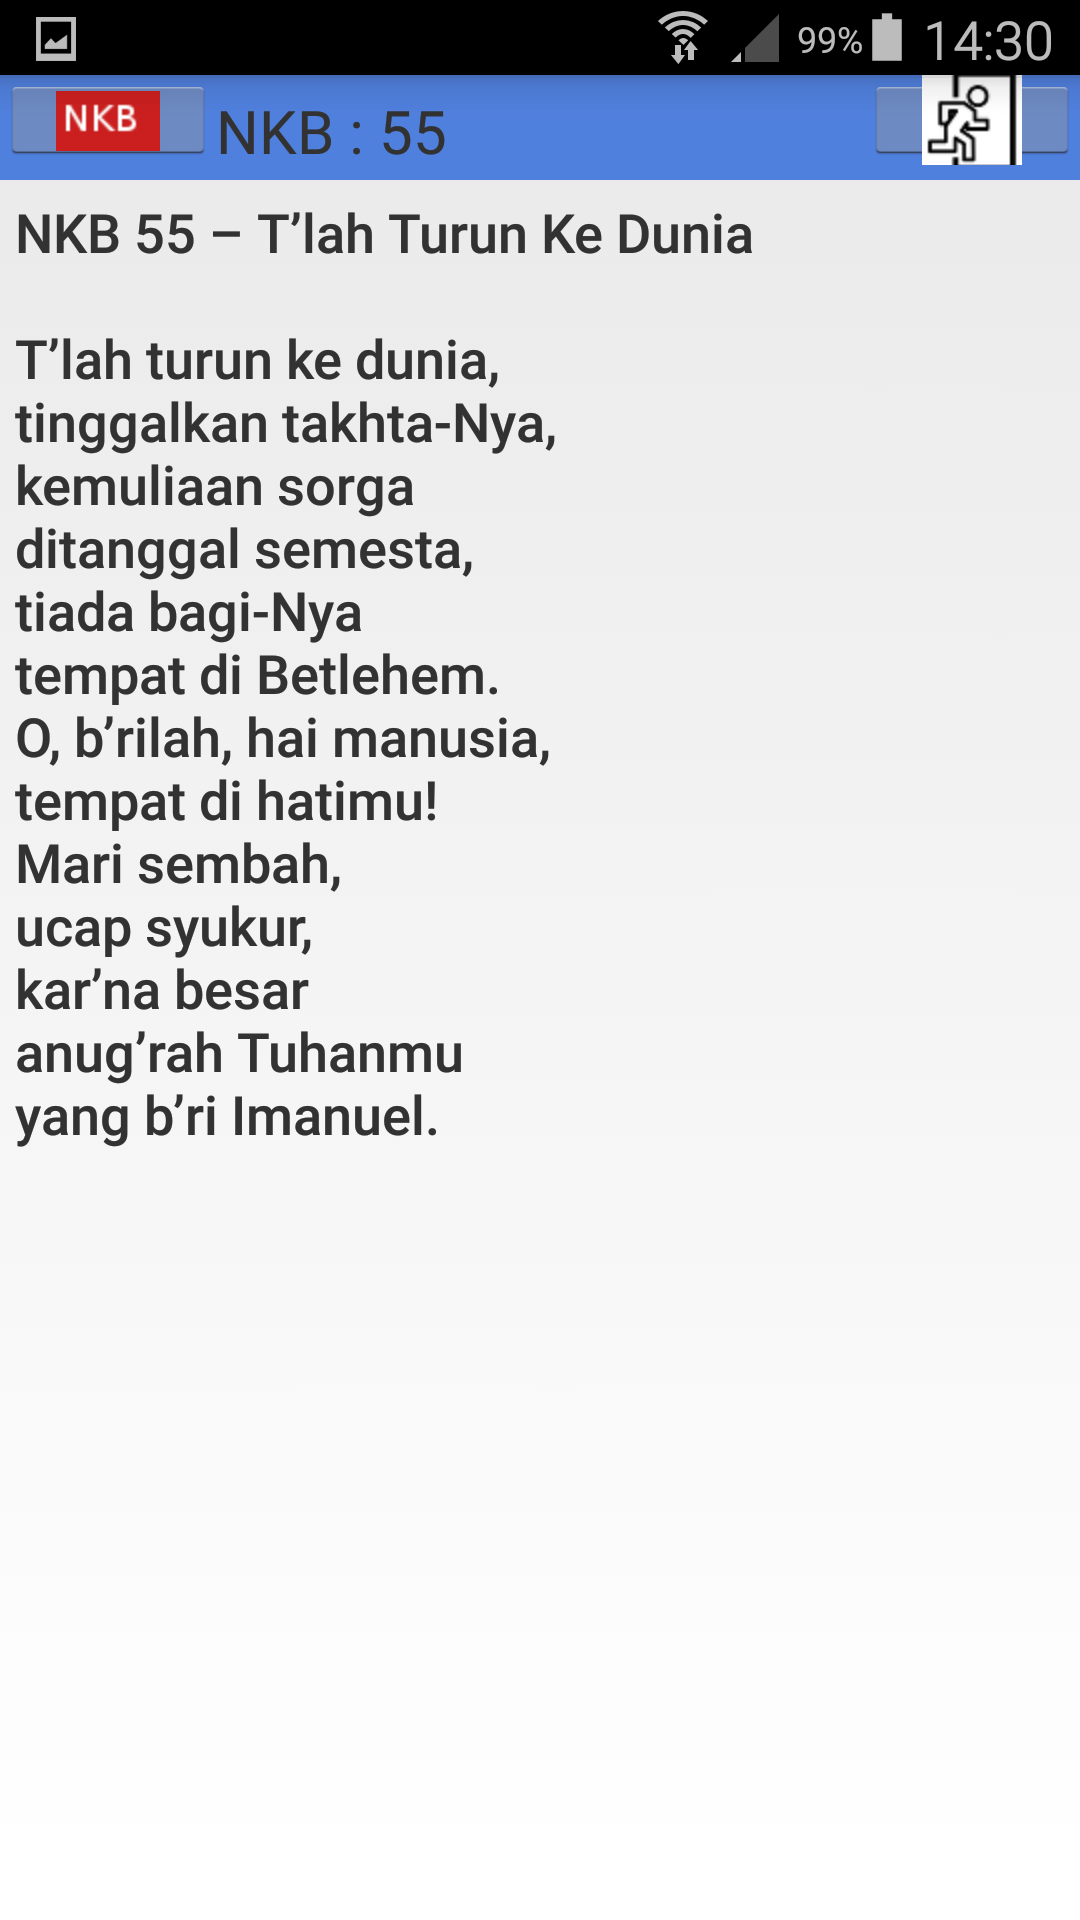 99% 14:30
NKB NKB : 55
NKB 55 – T’lah Turun Ke Dunia
T’lah turun ke dunia,
tinggalkan takhta-Nya,
kemuliaan sorga
ditanggal semesta,
tiada bagi-Nya
tempat di Betlehem.
O, b’rilah, hai manusia,
tempat di hatimu!
Mari sembah,
ucap syukur,
kar’na besar
anug’rah Tuhanmu
yang b’ri Imanuel.